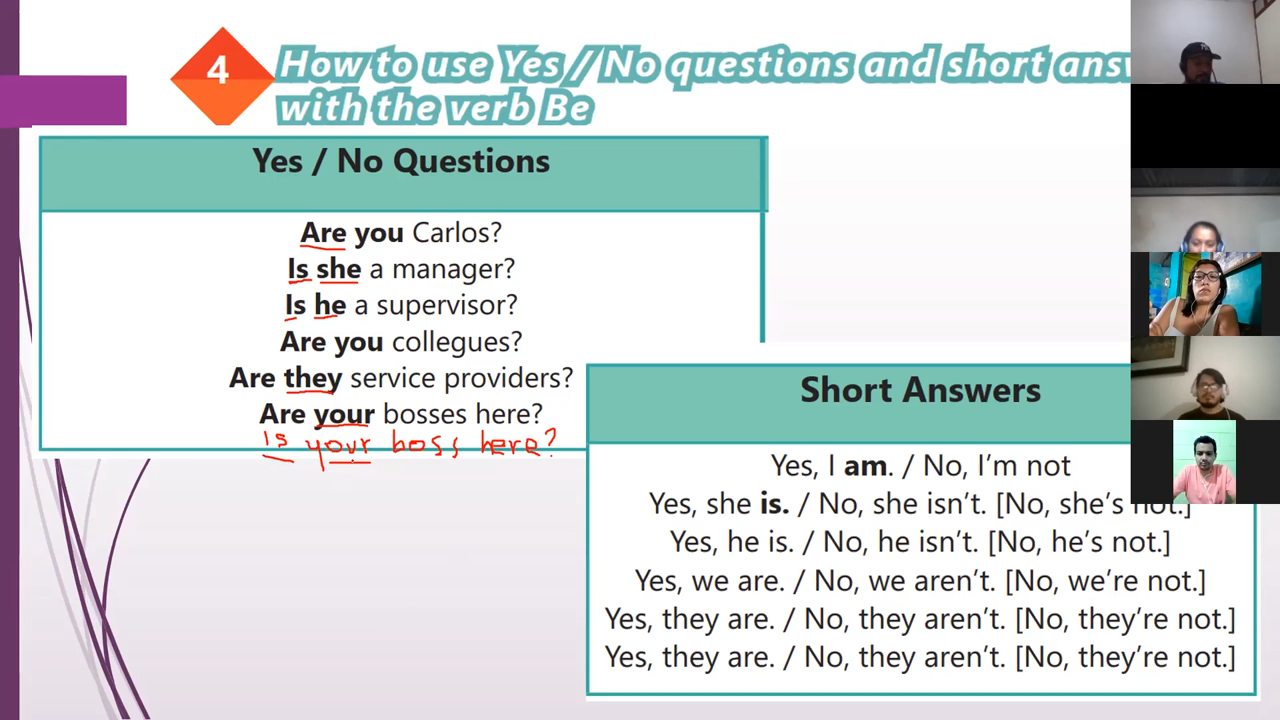 4
How to use Yes / No questions and short answ
with the verb Be
Yes / No Questions
Are you Carlos?
Is she a manager?
Is he a supervisor?
Are you collegues?
Are they service providers?
Are your bosses here?
Is your boss here?
Short Answers
Yes, I am. / No, I'm not
Yes, she is. / No, she isn't. [No, she's not.]
Yes, he is. / No, he isn't. [No, he's not.]
Yes, we are. / No, we aren't. [No, we're not.]
Yes, they are. / No, they aren't. [No, they're not.]
Yes, they are. / No, they aren't. [No, they're not.]